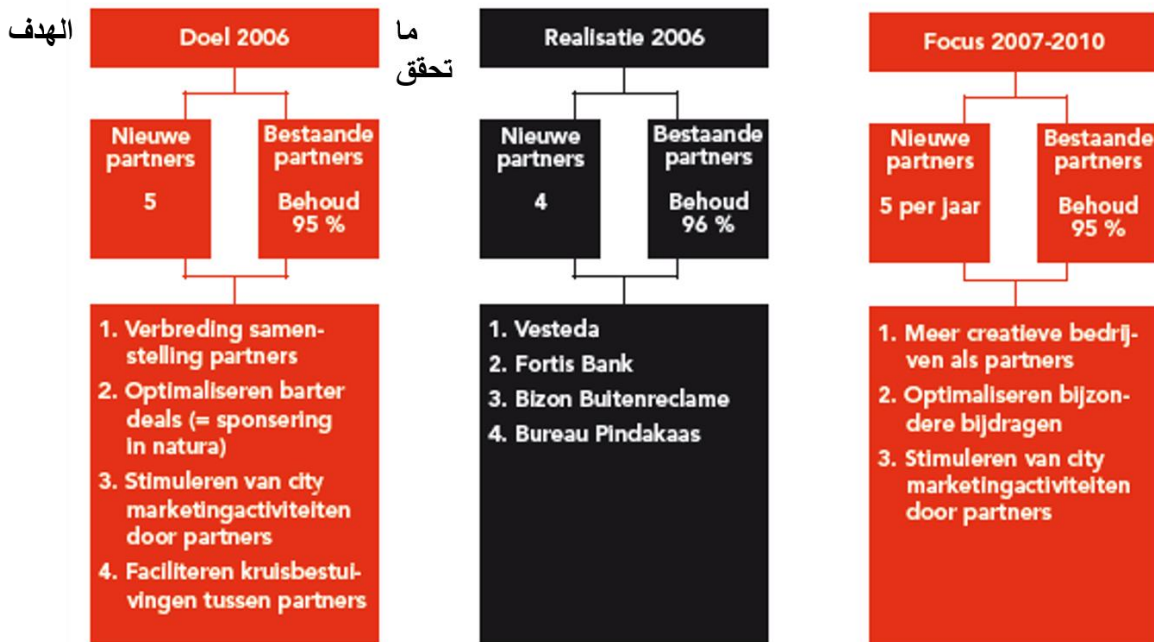 الهدف
Doel 2006
Nieuwe
partners
5
Bestaande
partners
Behoud
95 %
1. Verbreding samen-
stelling partners
2. Optimaliseren barter
deals (= sponsering
in natura)
3. Stimuleren van city
marketingactiviteiten
door partners
4. Faciliteren kruisbestui-
vingen tussen partners
ما
تحقق
Realisatie 2006
Nieuwe
partners
4
Bestaande
partners
Behoud
96 %
1. Vesteda
2. Fortis Bank
3. Bizon Buitenreclame
4. Bureau Pindakaas
Focus 2007-2010
Nieuwe
partners
5 per jaar
Bestaande
partners
Behoud
95 %
1. Meer creatieve bedrij-
ven als partners
2. Optimaliseren bijzon-
dere bijdragen
3. Stimuleren van city
marketingactiviteiten
door partners